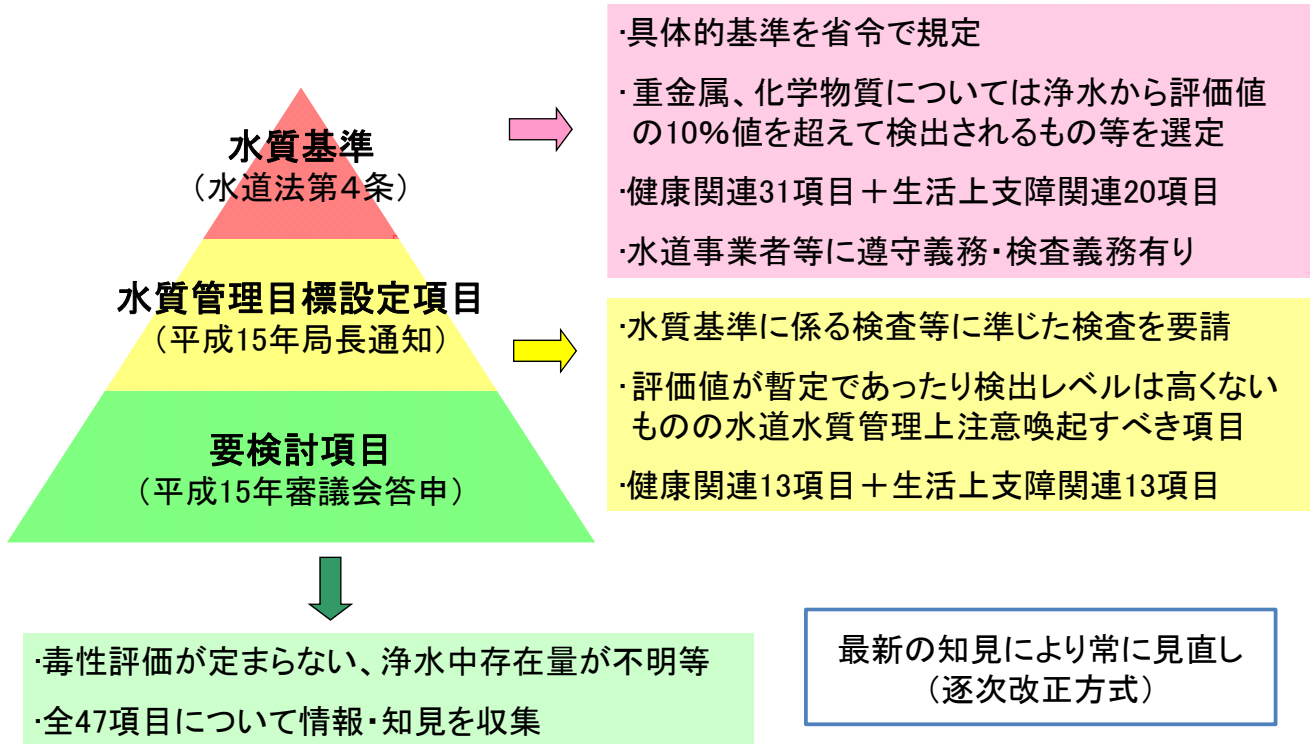 水質基準
（水道法第4条）
水質管理目標設定項目
（平成15年局長通知）
要検討項目
（平成15年審議会答申）
･具体的基準を省令で規定
･重金属、化学物質については浄水から評価値
の10％値を超えて検出されるもの等を選定
･健康関連31項目＋生活上支障関連20項目
･水道事業者等に遵守義務・検査義務有り
･水質基準に係る検査等に準じた検査を要請
･評価値が暫定であったり検出レベルは高くない
ものの水道水質管理上注意喚起すべき項目
･健康関連13項目＋生活上支障関連13項目
･毒性評価が定まらない、浄水中存在量が不明等
･全47項目について情報・知見を収集
最新の知見により常に見直し
（逐次改正方式）